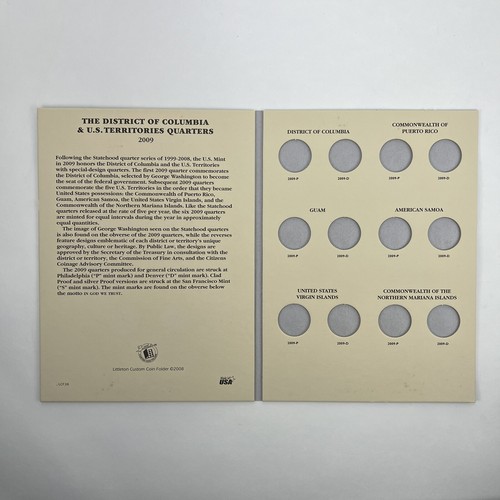 THE DISTRICT OF COLUMBIA
& U.S. TERRITORIES QUARTERS
2009
Following the Statehood quarter series of 1999-2008, the U.S. Mint
in 2009 honors the District of Columbia and the U.S. Territories
with special-design quarters. The first 2009 quarter commemorates
the District of Columbia, selected by George Washington to become
the seat of the federal government. Subsequent 2009 quarters
commemorate the five U.S. Territories in the order that they became
United States possessions: the Commonwealth of Puerto Rico,
Guam, American Samoa, the United States Virgin Islands, and the
Commonwealth of the Northern Mariana Islands. Like the Statehood
quarters released at the rate of five per year, the six 2009 quarters
are minted for equal intervals during the year in approximately
equal quantities.
The image of George Washington seen on the Statehood quarters
is also found on the obverse of the 2009 quarters, while the reverses
feature designs emblematic of each district or territory's unique
geography, culture or heritage. By Public Law, the designs are
approved by the Secretary of the Treasury in consultation with the
district or territory, the Commission of Fine Arts, and the Citizens
Coinage Advisory Committee.
The 2009 quarters produced for general circulation are struck at
Philadelphia ("P" mint mark) and Denver ("D" mint mark). Clad
Proof and silver Proof versions are struck at the San Francisco Mint
("S" mint mark). The mint marks are found on the obverse below
the motto IN GOD WE TRUST.
Littleton Custom Coin Folder ©2009
USA
DISTRICT OF COLUMBIA
2009-P 2009-D
COMMONWEALTH OF
PUERTO RICO
2009-P 2009-D
GUAM
2009-P 2009-D
AMERICAN SAMOA
2009-P 2009-D
UNITED STATES
VIRGIN ISLANDS
2009-P 2009-D
COMMONWEALTH OF THE
NORTHERN MARIANA ISLANDS
2009-P 2009-D